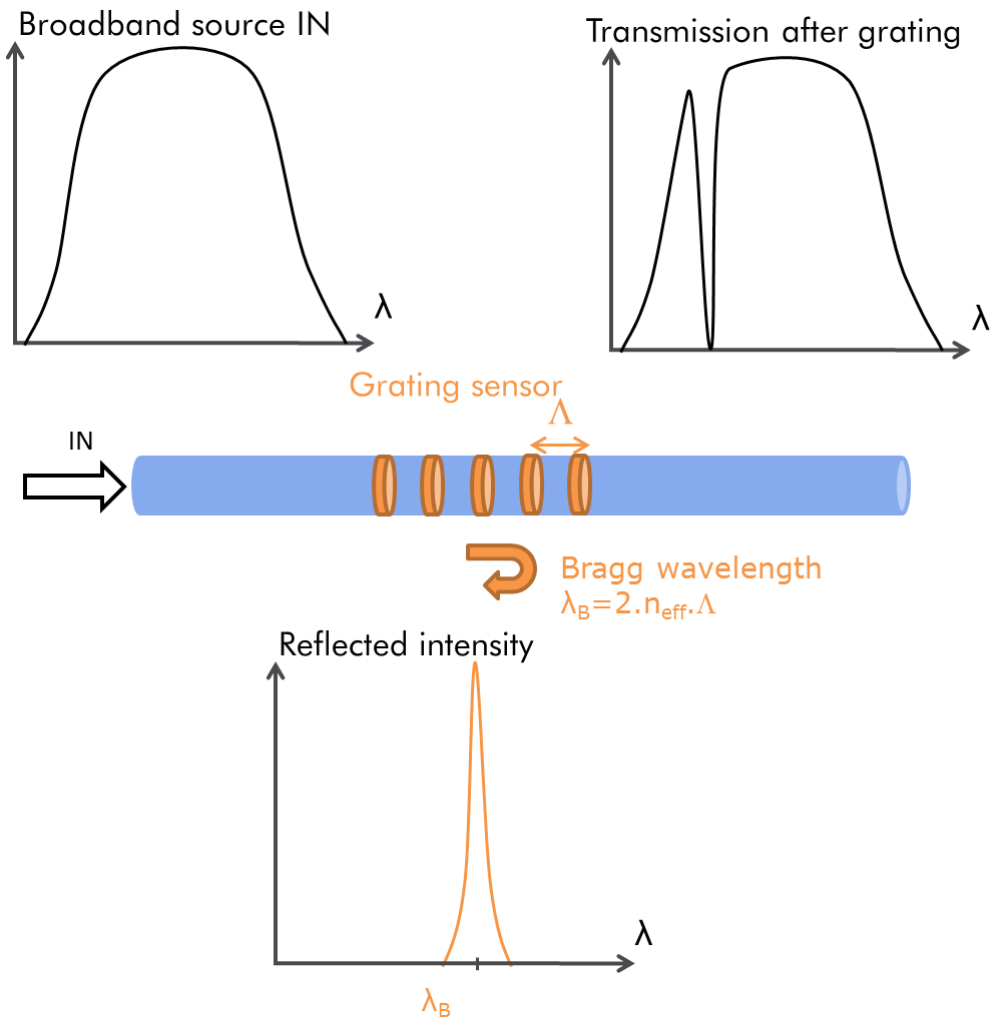 Broadband source IN
Transmission after grating
λ
λ
Grating sensor
Λ
IN
Bragg wavelength
λB=2.neff.Λ
Reflected intensity
λ
λB